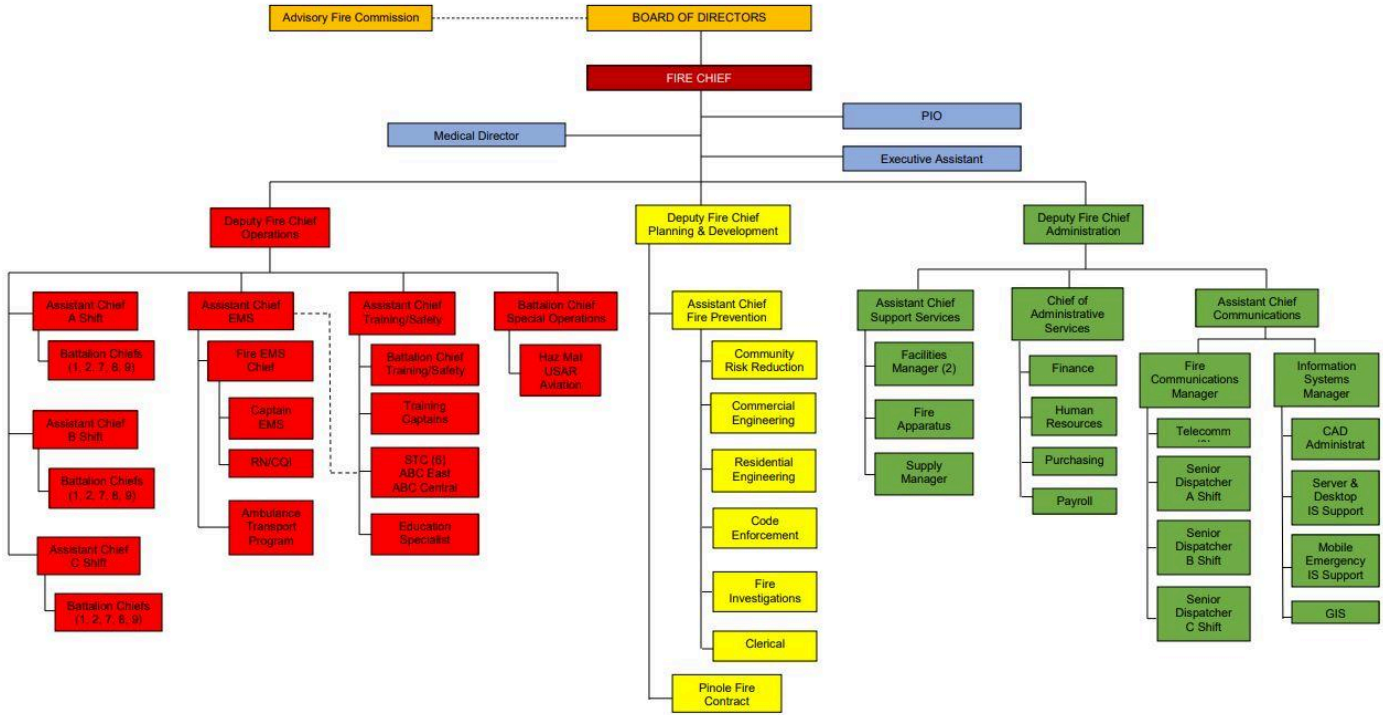 Advisory Fire Commission
BOARD OF DIRECTORS
FIRE CHIEF
PIO
Medical Director
Executive Assistant
Deputy Fire Chief
Operations
Deputy Fire Chief
Planning & Development
Deputy Fire Chief
Administration
Assistant Chief
A Shift
Battalion Chiefs
(1, 2, 7, 8, 9)
Assistant Chief
B Shift
Battalion Chiefs
(1, 2, 7, 8, 9)
Assistant Chief
C Shift
Battalion Chiefs
(1, 2, 7, 8, 9)
Assistant Chief
EMS
Fire EMS
Chief
Captain
EMS
RN/CQI
Ambulance
Transport
Program
Assistant Chief
Training/Safety
Battalion Chief
Training/Safety
Training
Captains
STC (6)
ABC East
ABC Central
Education
Specialist
Battalion Chief
Special Operations
Haz Mat
USAR
Aviation
Assistant Chief
Fire Prevention
Community
Risk Reduction
Commercial
Engineering
Residential
Engineering
Code
Enforcement
Fire
Investigations
Clerical
Pinole Fire
Contract
Assistant Chief
Support Services
Facilities
Manager (2)
Fire
Apparatus
Supply
Manager
Chief
of Administrative
Services
Finance
Human
Resources
Purchasing
Payroll
Assistant Chief
Communications
Fire
Communications
Manager
Telecomm
Senior
Dispatcher
A Shift
Senior
Dispatcher
B Shift
Senior
Dispatcher
C Shift
Information
Systems
Manager
CAD
Administrat
Server &
Desktop
IS Support
Mobile
Emergency
IS Support
GIS